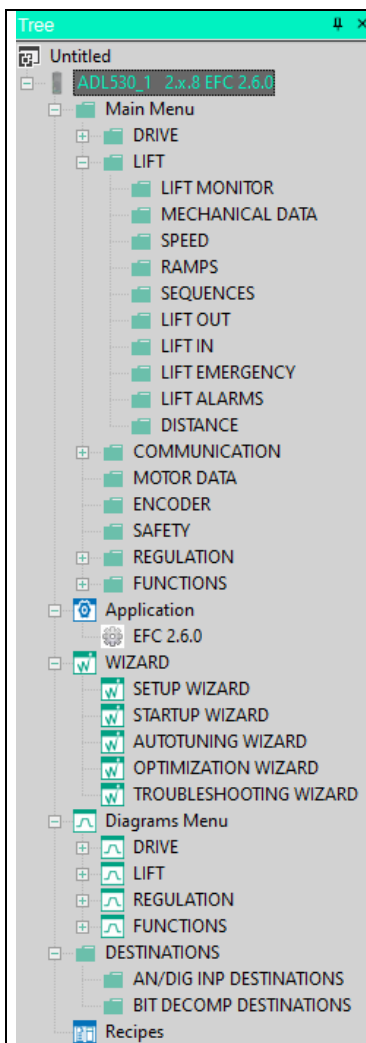 Tree
Untitled
ADL530_1 2.x.8 EFC 2.6.0
Main Menu
DRIVE
LIFT
LIFT MONITOR
MECHANICAL DATA
SPEED
RAMPS
SEQUENCES
LIFT OUT
LIFT IN
LIFT EMERGENCY
LIFT ALARMS
DISTANCE
COMMUNICATION
MOTOR DATA
ENCODER
SAFETY
REGULATION
FUNCTIONS
Application
EFC 2.6.0
WIZARD
SETUP WIZARD
STARTUP WIZARD
AUTOTUNING WIZARD
OPTIMIZATION WIZARD
TROUBLESHOOTING WIZARD
Diagrams Menu
DRIVE
LIFT
REGULATION
FUNCTIONS
DESTINATIONS
AN/DIG INP DESTINATIONS
BIT DECOMP DESTINATIONS
Recipes